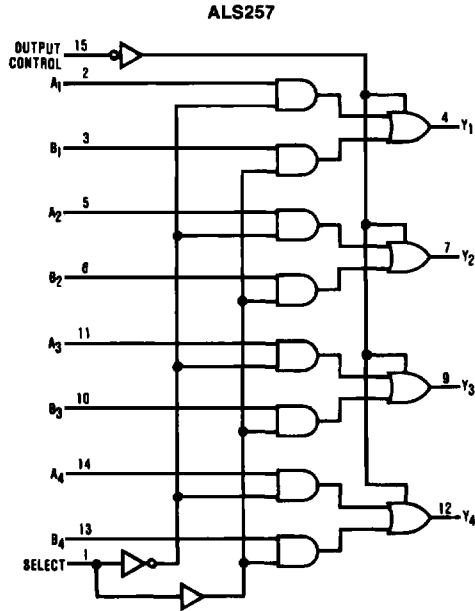 ALS257
OUTPUT CONTROL 15
A1 2
4 Y1
B1 3
A2 5
7 Y2
B2 6
A3 11
9 Y3
B3 10
A4 14
12 Y4
B4 13
SELECT 1